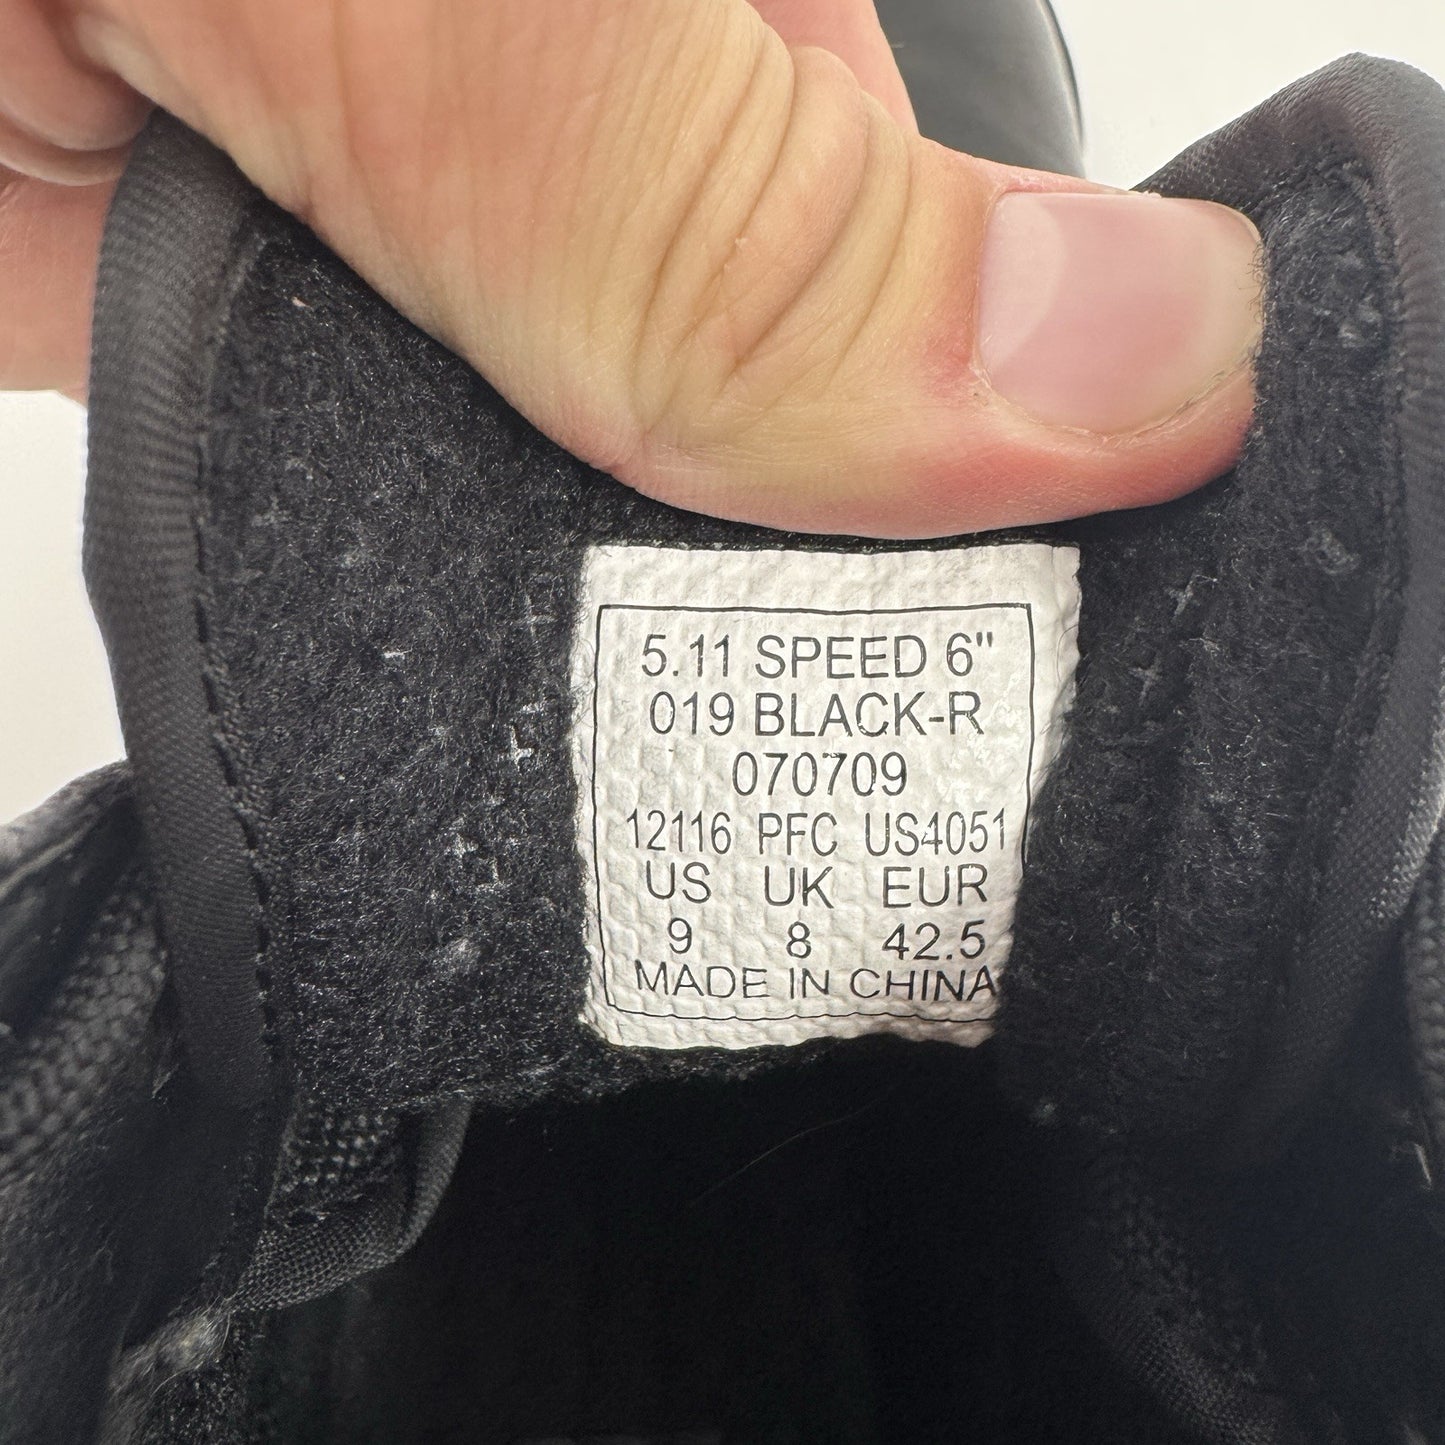 5.11 SPEED 6"
019 BLACK-R
070709
12116 PFC US4051
US UK EUR
9 8 42.5
MADE IN CHINA